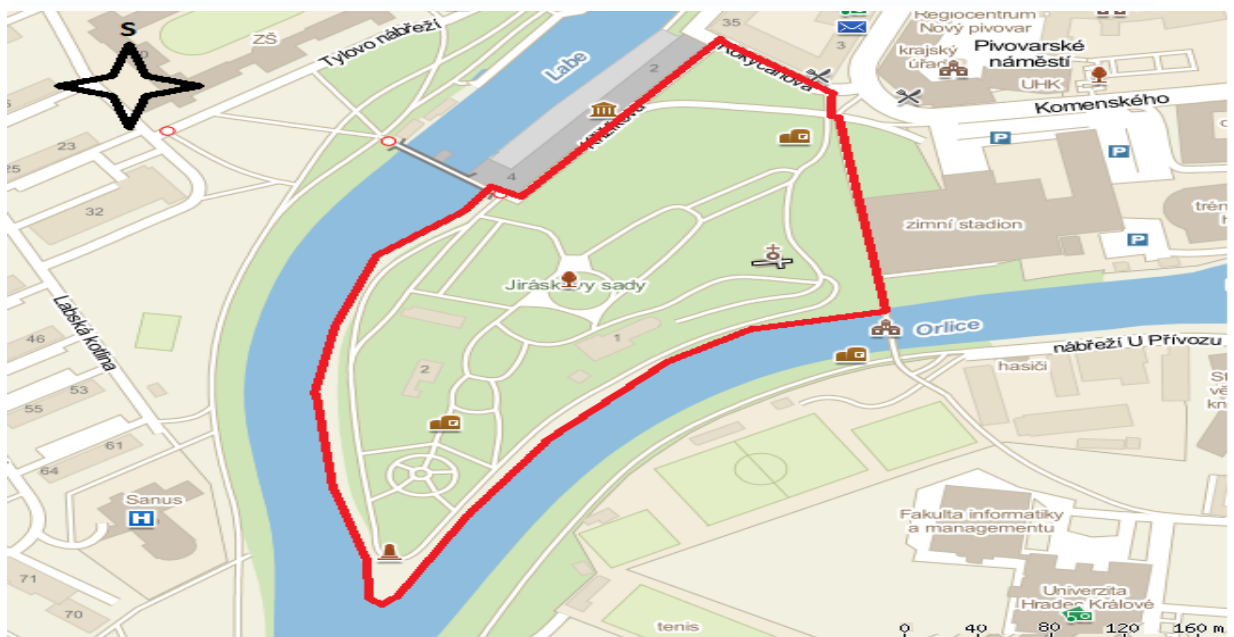 S
ZŠ
Tylovo nábřeží
Labe
35
3
2
Rokycanova
Regiocentrum
Nový pivovar
krajský
úřad
Pivovarské
náměstí
UHK
Komenského
P
P
23
25
32
4
zimní stadion
P
Jiráskovy sady
Labská kotlina
46
53
55
61
64
1
2
Orlice
nábřeží U Přívozu
hasiči
Sanus
H
71
70
Fakulta informatiky
a managementu
Univerzita
Hradec Králové
tenis
0 40 80 120 160 m